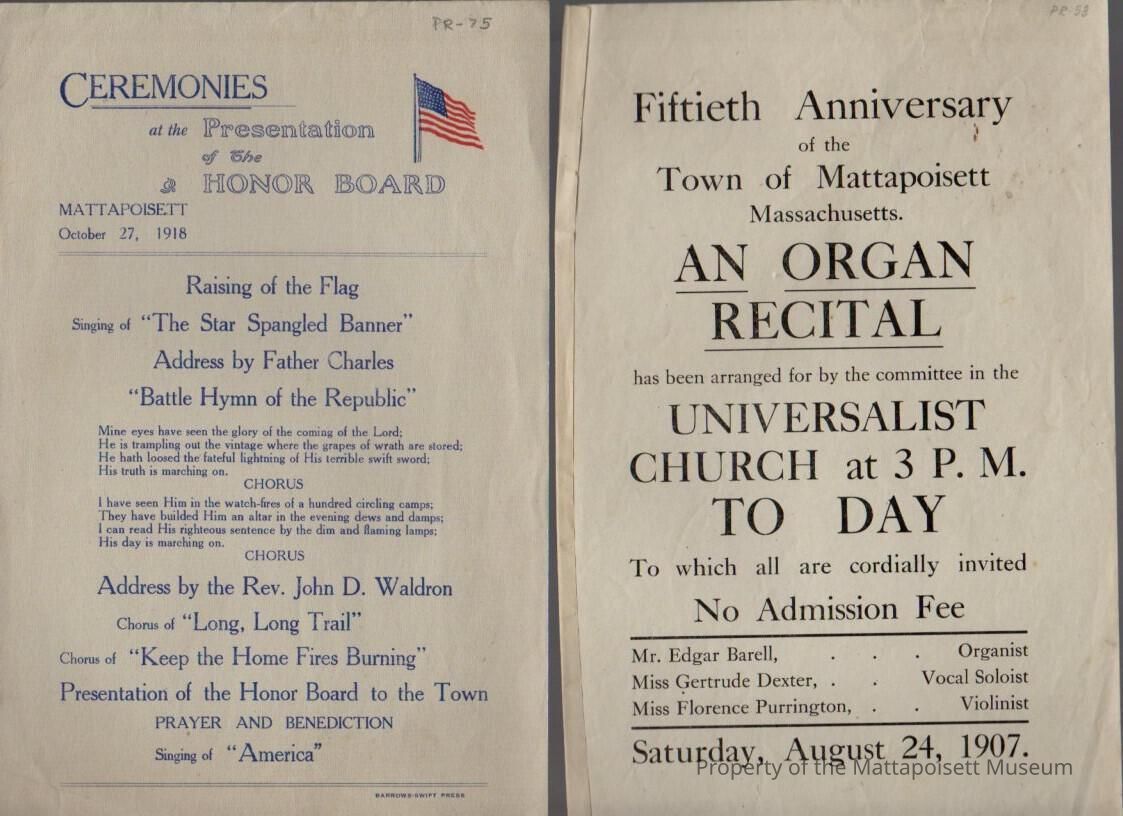 PR-75
CEREMONIES
at the Presentation
of The
HONOR BOARD
MATTAPOISETT
October 27, 1918
Raising of the Flag
Singing of "The Star Spangled Banner"
Address by Father Charles
"Battle Hymn of the Republic"
Mine eyes have seen the glory of the coming of the Lord;
He is trampling out the vintage where the grapes of wrath are stored;
He hath loosed the fateful lightning of His terrible swift sword;
His truth is marching on.
CHORUS
I have seen Him in the watch-fires of a hundred circling camps;
They have builded Him an altar in the evening dews and damps;
I can read His righteous sentence by the dim and flaming lamps;
His day is marching on.
CHORUS
Address by the Rev. John D. Waldron
Chorus of "Long, Long Trail"
Chorus of "Keep the Home Fires Burning"
Presentation of the Honor Board to the Town
PRAYER AND BENEDICTION
Singing of "America"
BARROWS-SWIFT PRESS
PR-53
Fiftieth Anniversary
of the
Town of Mattapoisett
Massachusetts.
AN ORGAN
RECITAL
has been arranged for by the committee in the
UNIVERSALIST
CHURCH at 3 P. M.
TO DAY
To which all are cordially invited
No Admission Fee
Mr. Edgar Barell, . . . Organist
Miss Gertrude Dexter, . . Vocal Soloist
Miss Florence Purrington, . . Violinist
Saturday, August 24, 1907.
Property of the Mattapoisett Museum